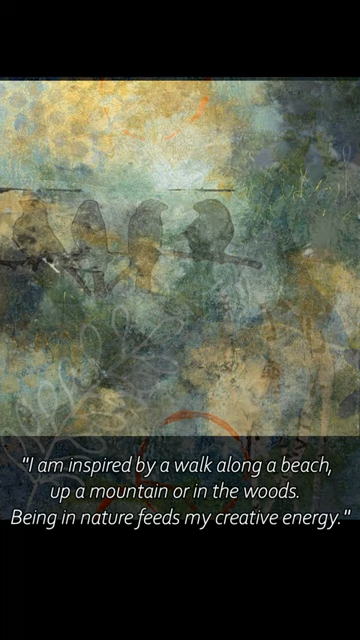 "I am inspired by a walk along a beach,
up a mountain or in the woods.
Being in nature feeds my creative energy."